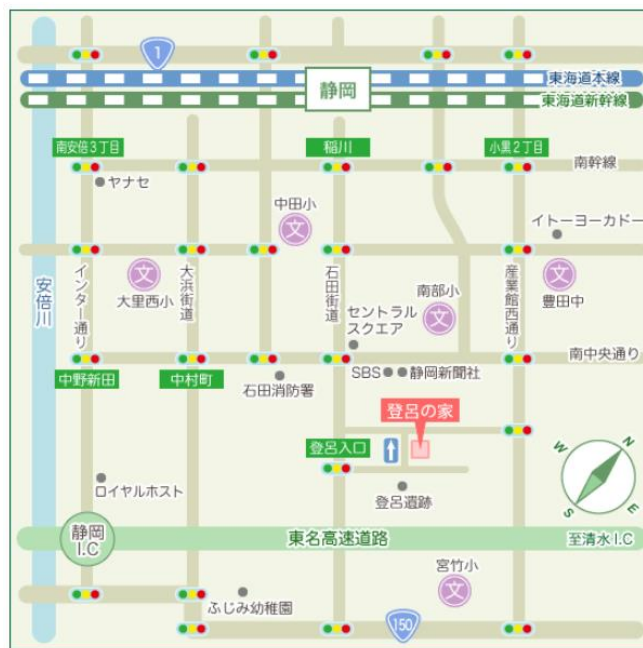 1
東海道本線
静岡
東海道新幹線
南安倍3丁目
稲川
小黒2丁目
南幹線
ヤナセ
中田小
文
イトーヨーカドー
安倍川
インター通り
文
大里西小
大浜街道
石田街道
セントラル
スクエア
南部小
文
産業館西通り
文
豊田中
南中央通り
中野新田
中村町
石田消防署
SBS
静岡新聞社
登呂の家
登呂入口
登呂遺跡
ロイヤルホスト
N
W
E
S
静岡
I.C
東名高速道路
至清水I.C
宮竹小
文
ふじみ幼稚園
150